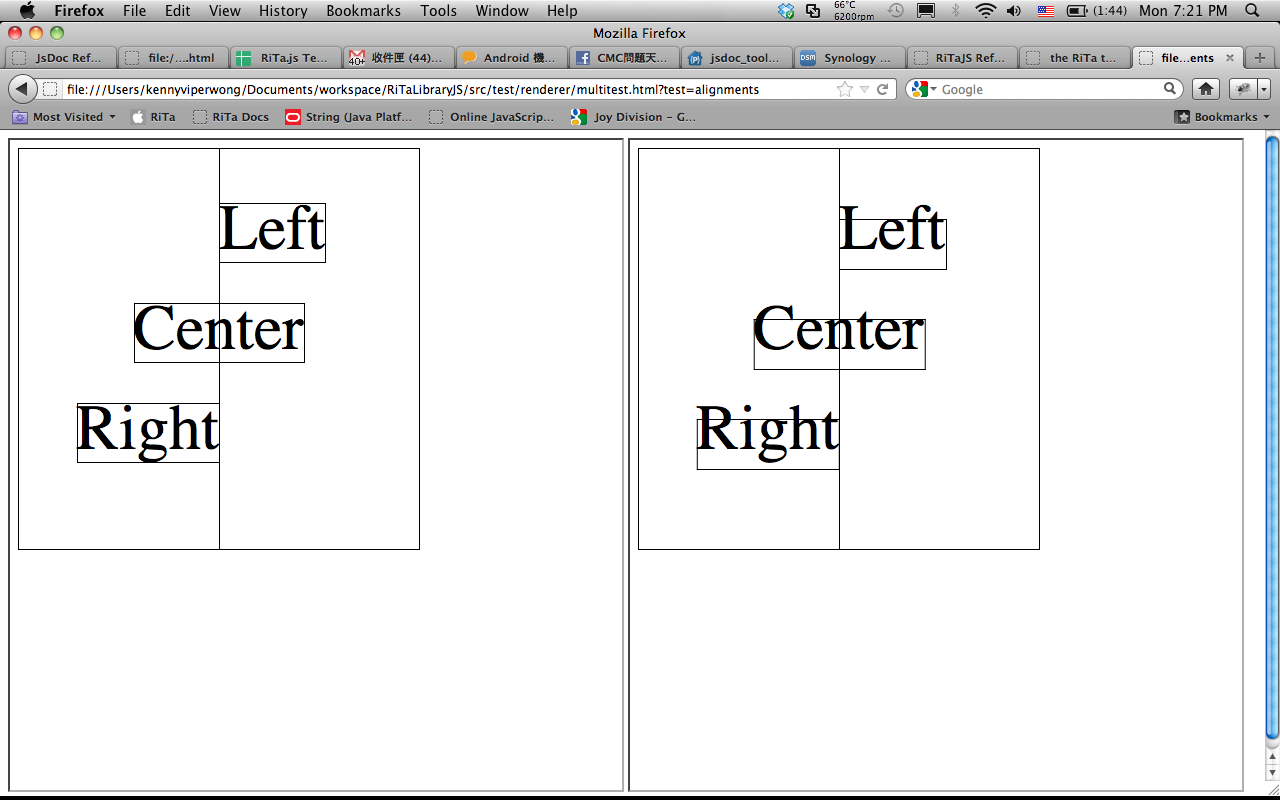 Firefox File Edit View History Bookmarks Tools Window Help 66°C 6200rpm (1:44) Mon 7:21 PM
Mozilla Firefox
JsDoc Ref... file:/....html RiTa.js Te... 40+ 收件匣 (44)... Android 機... CMC問題天... jsdoc_tool... DSM Synology ... RiTaJS Ref... the RiTa t... file...ents
file:///Users/kennyviperwong/Documents/workspace/RiTaLibraryJS/src/test/renderer/multitest.html?test=alignments Google
Most Visited RiTa RiTa Docs String (Java Platf... Online JavaScrip... Joy Division – G... Bookmarks
Left
Center
Right
Left
Center
Right